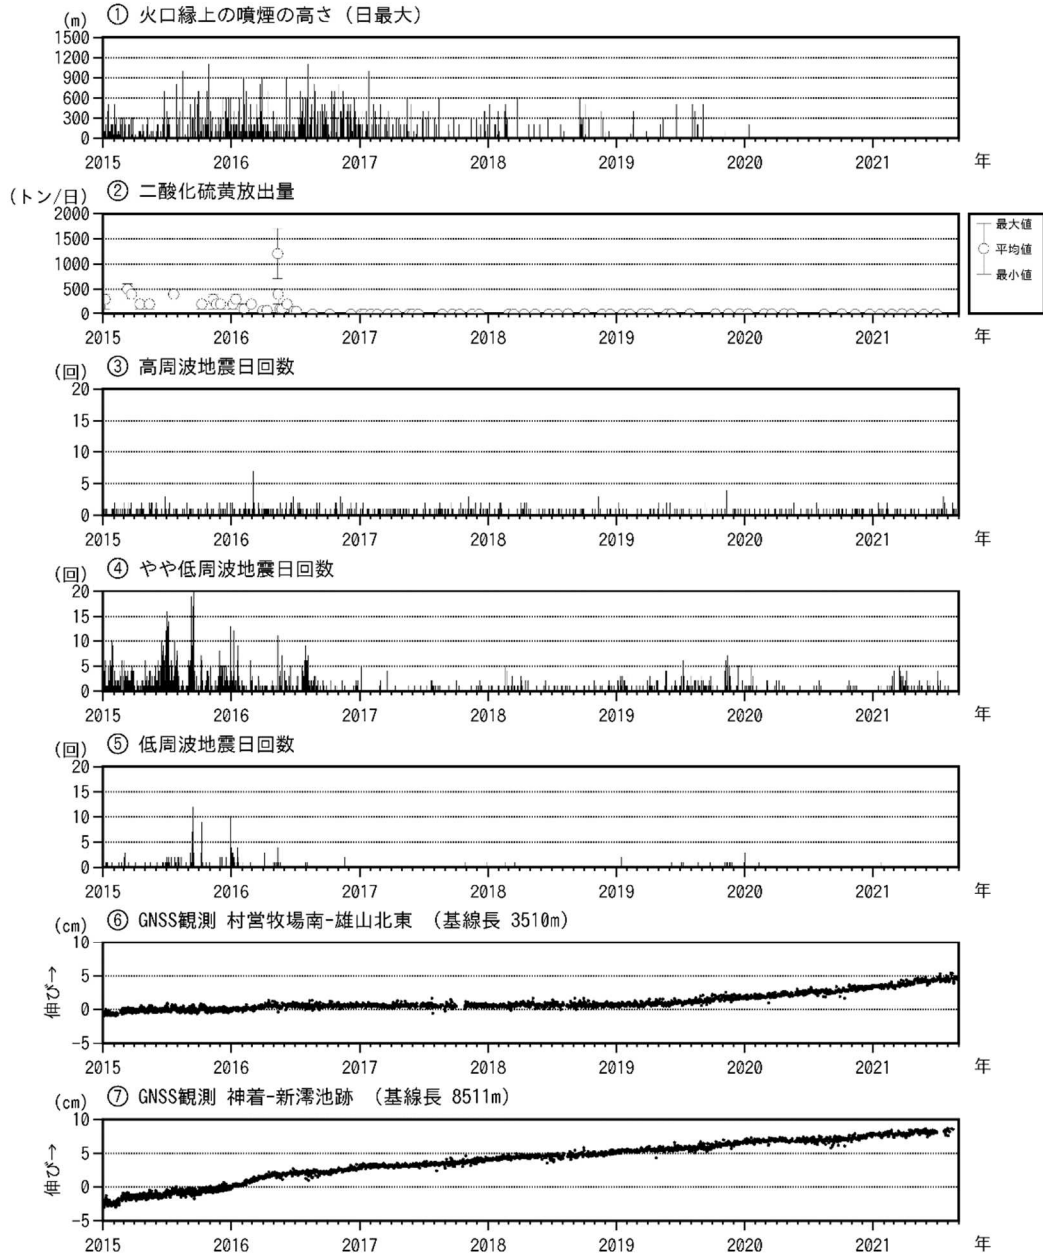 ① 火口縁上の噴煙の高さ（日最大）
(m)
1500
1200
900
600
300
0
2015 2016 2017 2018 2019 2020 2021 年
(トン/日) ② 二酸化硫黄放出量
2000
1500
1000
500
0
最大値
平均値
最小値
2015 2016 2017 2018 2019 2020 2021 年
(回) ③ 高周波地震日回数
20
15
10
5
0
2015 2016 2017 2018 2019 2020 2021 年
(回) ④ やや低周波地震日回数
20
15
10
5
0
2015 2016 2017 2018 2019 2020 2021 年
(回) ⑤ 低周波地震日回数
20
15
10
5
0
2015 2016 2017 2018 2019 2020 2021 年
(cm) ⑥ GNSS観測 村営牧場南-雄山北東 （基線長 3510m）
10
5
0
-5
伸び→
2015 2016 2017 2018 2019 2020 2021 年
(cm) ⑦ GNSS観測 神着-新澪池跡 （基線長 8511m）
10
5
0
-5
伸び→
2015 2016 2017 2018 2019 2020 2021 年